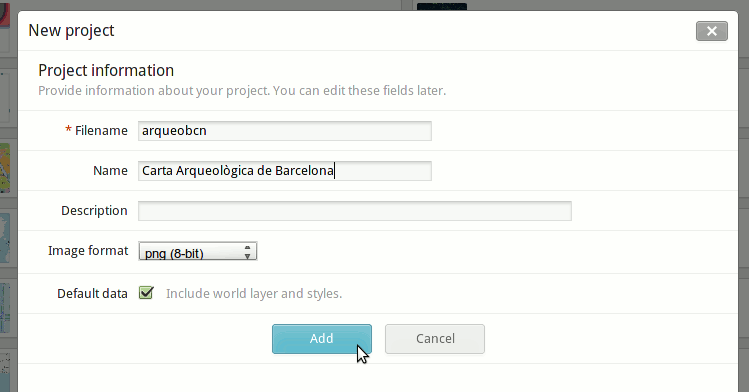 New project
Project information
Provide information about your project. You can edit these fields later.
* Filename arqueobcn
Name Carta Arqueològica de Barcelona
Description
Image format png (8-bit)
Default data Include world layer and styles.
Add Cancel